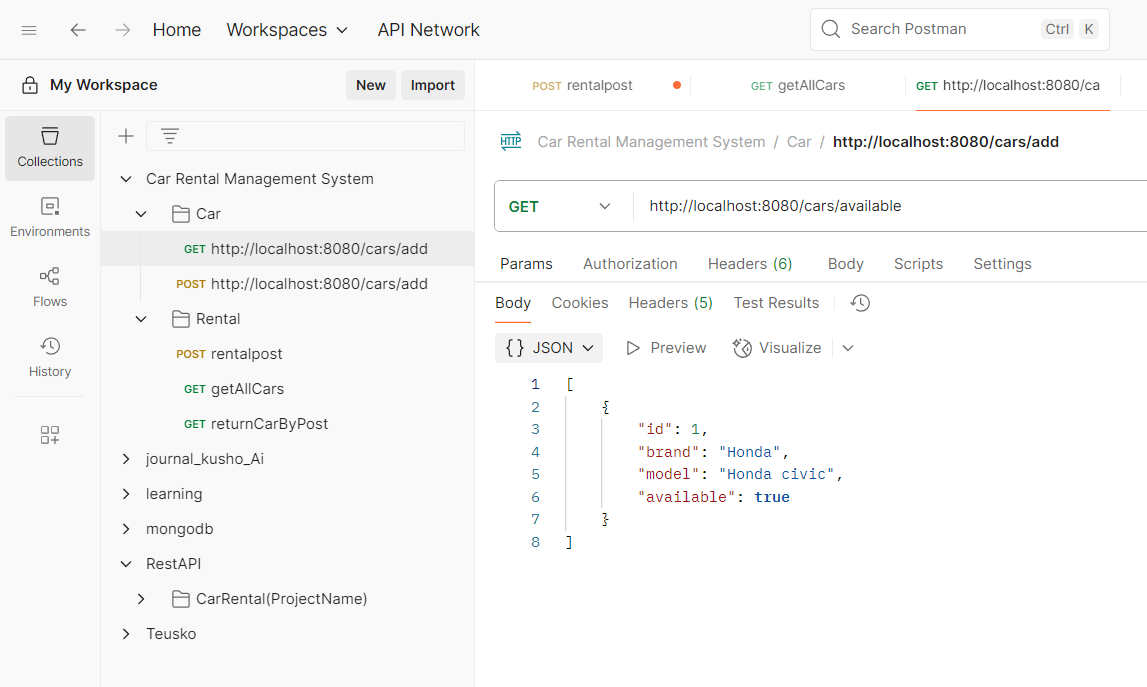 Home Workspaces API Network Search Postman Ctrl K
My Workspace New Import
POST rentalpost GET getAllCars GET http://localhost:8080/ca
Collections
Environments
Flows
History
Car Rental Management System
Car
GET http://localhost:8080/cars/add
POST http://localhost:8080/cars/add
Rental
POST rentalpost
GET getAllCars
GET returnCarByPost
journal_kusho_Ai
learning
mongodb
RestAPI
CarRental(ProjectName)
Teusko
HTTP Car Rental Management System / Car / http://localhost:8080/cars/add
GET http://localhost:8080/cars/available
Params Authorization Headers (6) Body Scripts Settings
Body Cookies Headers (5) Test Results
{} JSON Preview Visualize
1 [
2 {
3 "id": 1,
4 "brand": "Honda",
5 "model": "Honda civic",
6 "available": true
7 }
8 ]